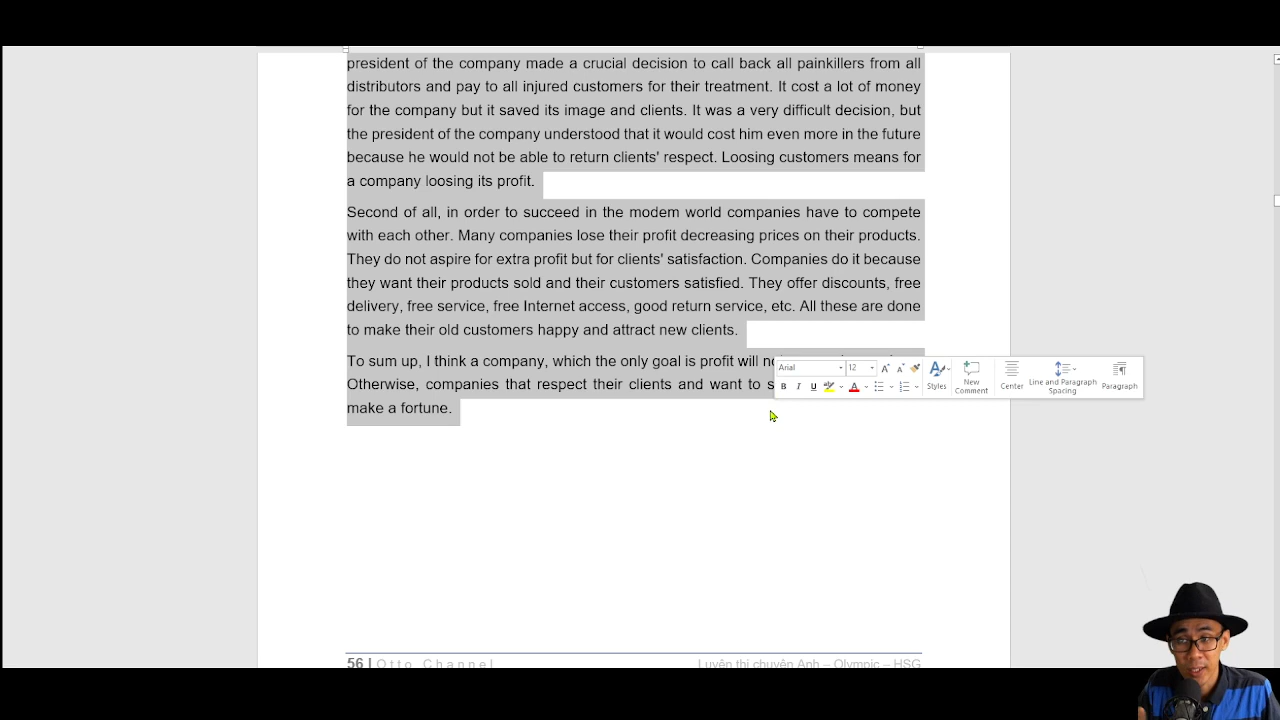 president of the company made a crucial decision to call back all painkillers from all
distributors and pay to all injured customers for their treatment. It cost a lot of money
for the company but it saved its image and clients. It was a very difficult decision, but
the president of the company understood that it would cost him even more in the future
because he would not be able to return clients' respect. Loosing customers means for
a company loosing its profit.
Second of all, in order to succeed in the modem world companies have to compete
with each other. Many companies lose their profit decreasing prices on their products.
They do not aspire for extra profit but for clients' satisfaction. Companies do it because
they want their products sold and their customers satisfied. They offer discounts, free
delivery, free service, free Internet access, good return service, etc. All these are done
to make their old customers happy and attract new clients.
To sum up, I think a company, which the only goal is profit will
Otherwise, companies that respect their clients and want to
make a fortune.
Arial 12
B I U Styles New Comment Center Line and Paragraph Spacing Paragraph
56 | Otto Channel Luyện thi chuyên Anh – Olympic – HSG